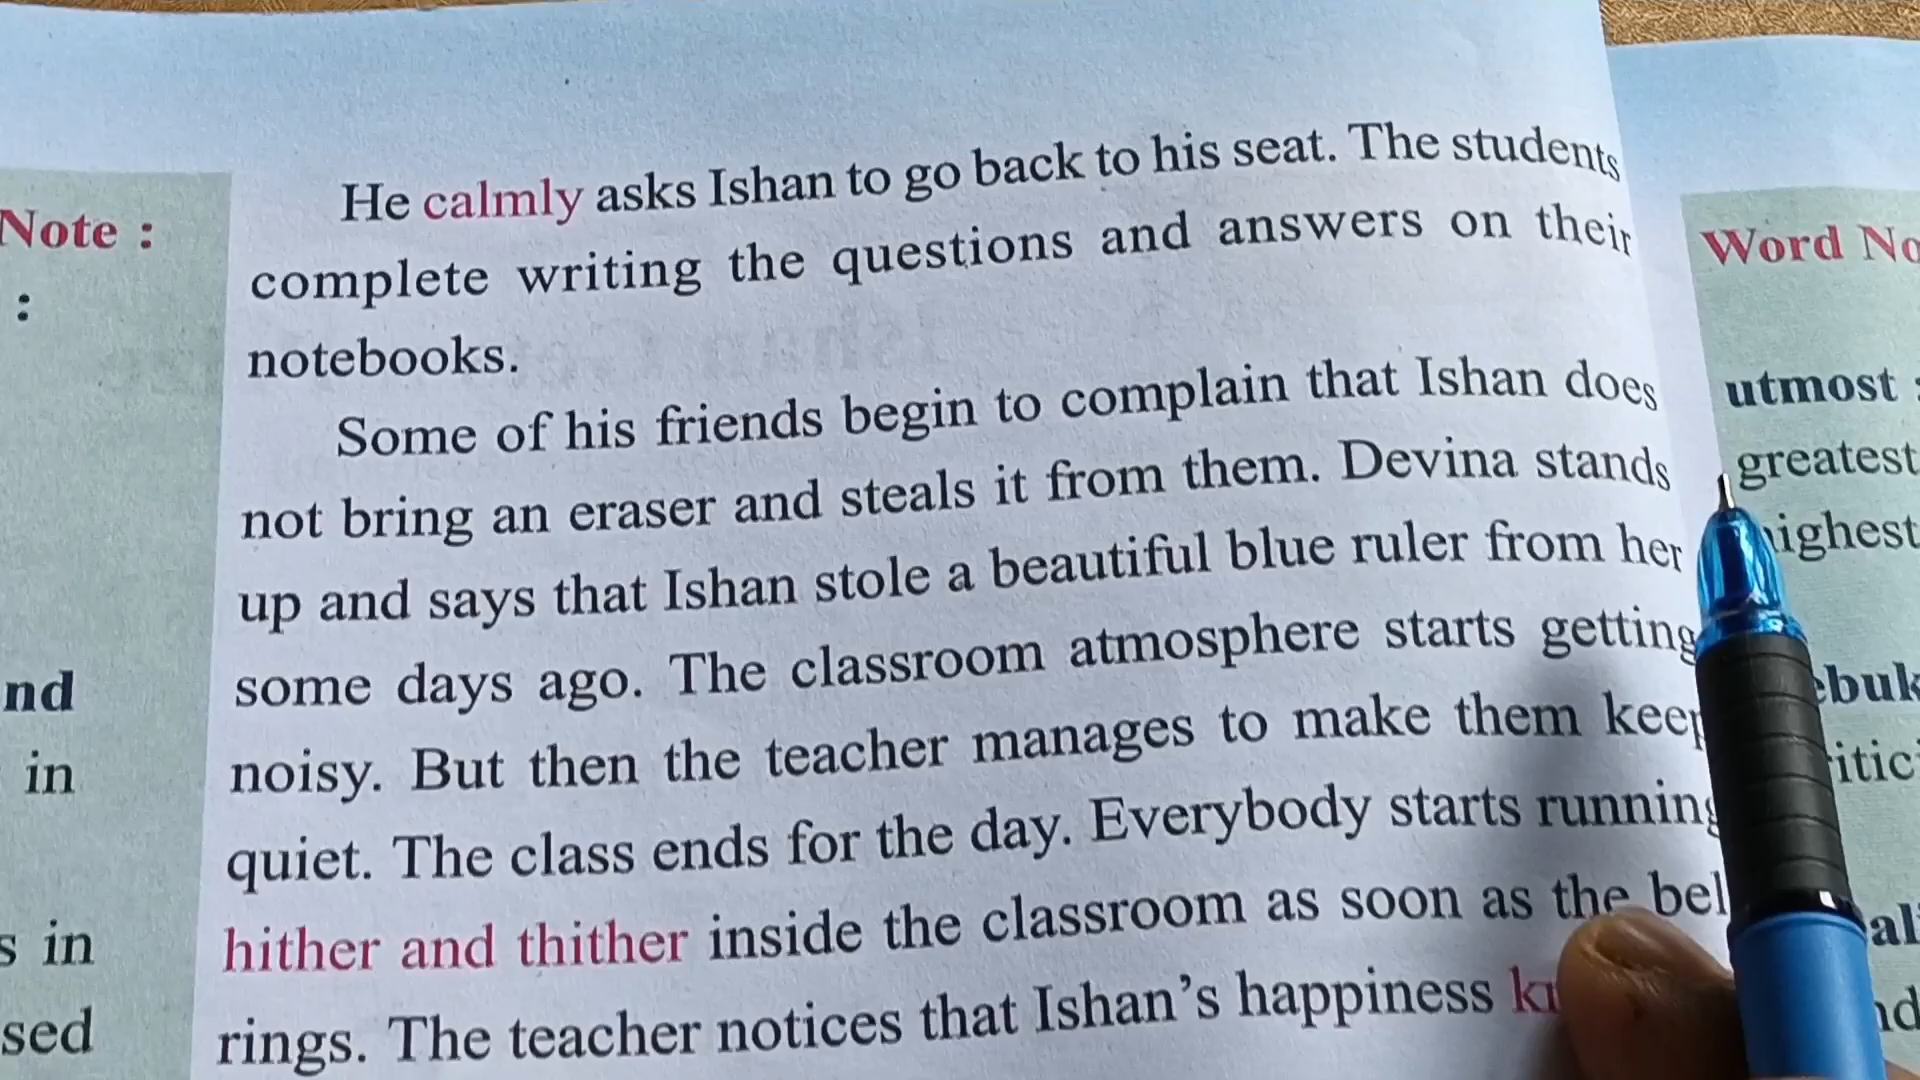 He calmly asks Ishan to go back to his seat. The students
complete writing the questions and answers on their
notebooks.
Some of his friends begin to complain that Ishan does
not bring an eraser and steals it from them. Devina stands
up and says that Ishan stole a beautiful blue ruler from her
some days ago. The classroom atmosphere starts getting
noisy. But then the teacher manages to make them keep
quiet. The class ends for the day. Everybody starts running
hither and thither inside the classroom as soon as the
rings. The teacher notices that Ishan's happiness
Note :
:
nd
in
s in
sed
Word
utmost :
greatest
highest